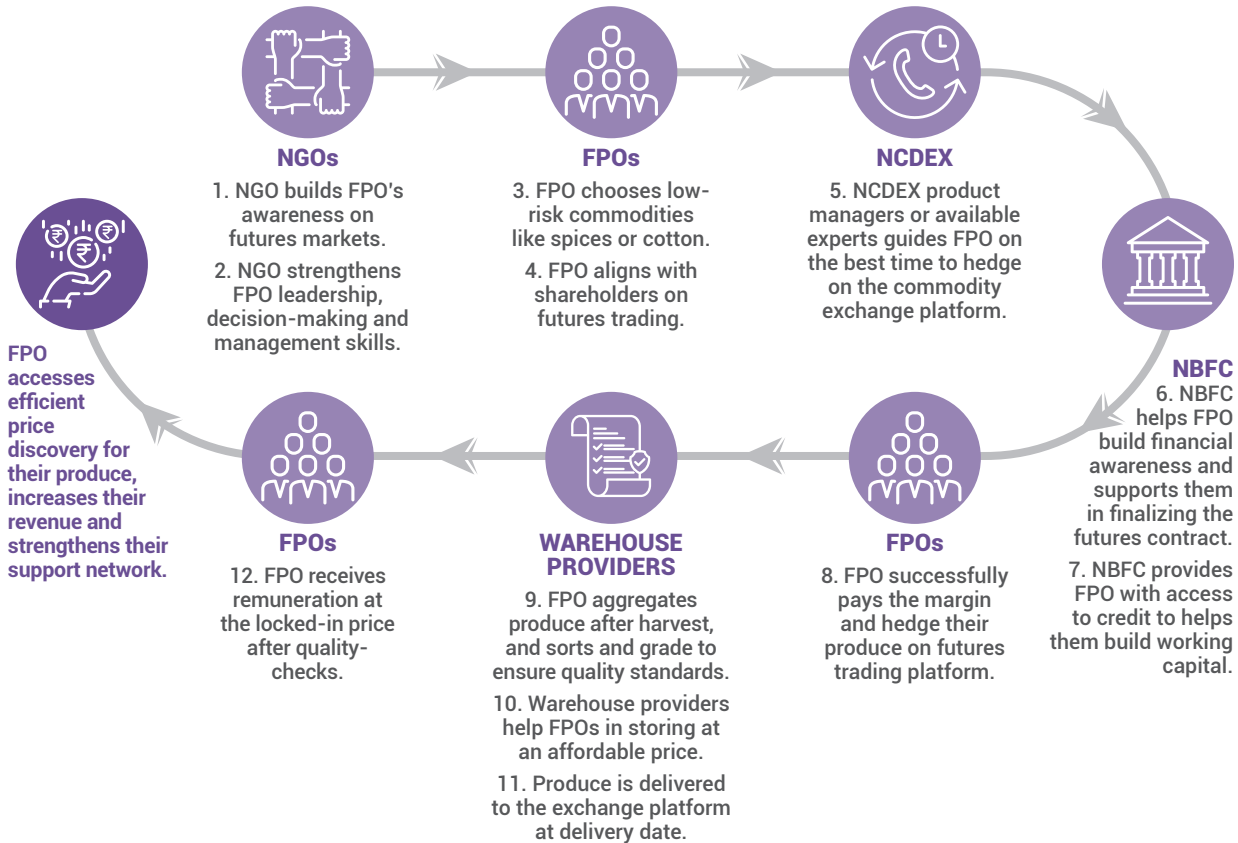 NGOs
1. NGO builds FPO's
awareness on
futures markets.
2. NGO strengthens
FPO leadership,
decision-making and
management skills.
FPOs
3. FPO chooses low-
risk commodities
like spices or cotton.
4. FPO aligns with
shareholders on
futures trading.
NCDEX
5. NCDEX product
managers or available
experts guides FPO on
the best time to hedge
on the commodity
exchange platform.
NBFC
6. NBFC
helps FPO
build financial
awareness and
supports them
in finalizing the
futures contract.
7. NBFC provides
FPO with access
to credit to helps
them build working
capital.
FPOs
8. FPO successfully
pays the margin
and hedge their
produce on futures
trading platform.
WAREHOUSE
PROVIDERS
9. FPO aggregates
produce after harvest,
and sorts and grade to
ensure quality standards.
10. Warehouse providers
help FPOs in storing at
an affordable price.
11. Produce is delivered
to the exchange platform
at delivery date.
FPOs
12. FPO receives
remuneration at
the locked-in price
after quality-
checks.
₹ ₹ ₹
FPO
accesses
efficient
price
discovery for
their produce,
increases their
revenue and
strengthens their
support network.